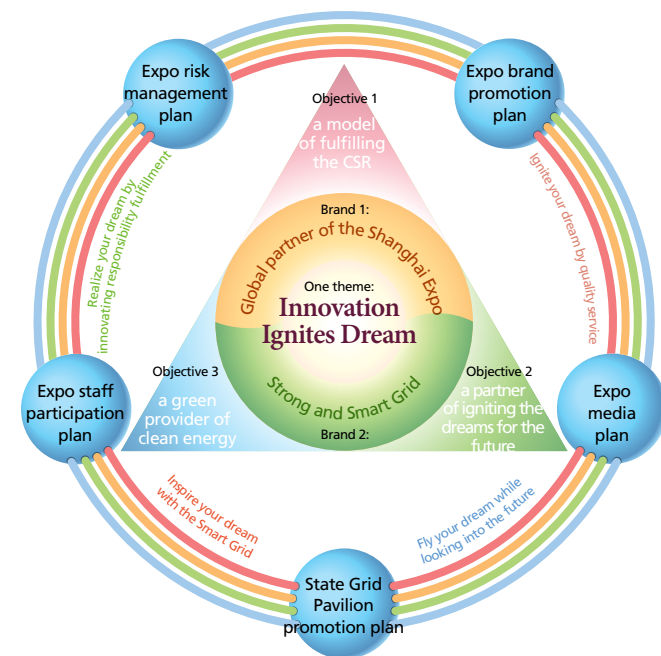 Expo risk
management
plan
Expo brand
promotion
plan
Objective 1
a model
of fulfilling
the CSR
Realize your dream by
innovating responsibility fulfillment
Ignite your dream by quality service
Brand 1:
Global partner of the Shanghai Expo
One theme:
Innovation
Ignites Dream
Strong and Smart Grid
Brand 2:
Objective 3
a green
provider of
clean energy
Objective 2
a partner
of igniting the
dreams for the
future
Expo staff
participation
plan
Expo
media
plan
Inspire your dream
with the Smart Grid
Fly your dream while
looking into the future
State Grid
Pavilion
promotion plan